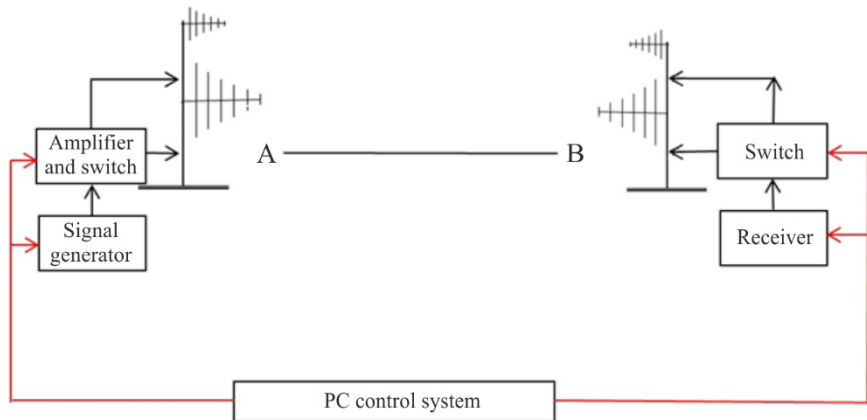 Amplifier
and switch
A
B
Switch
Signal
generator
Receiver
PC control system